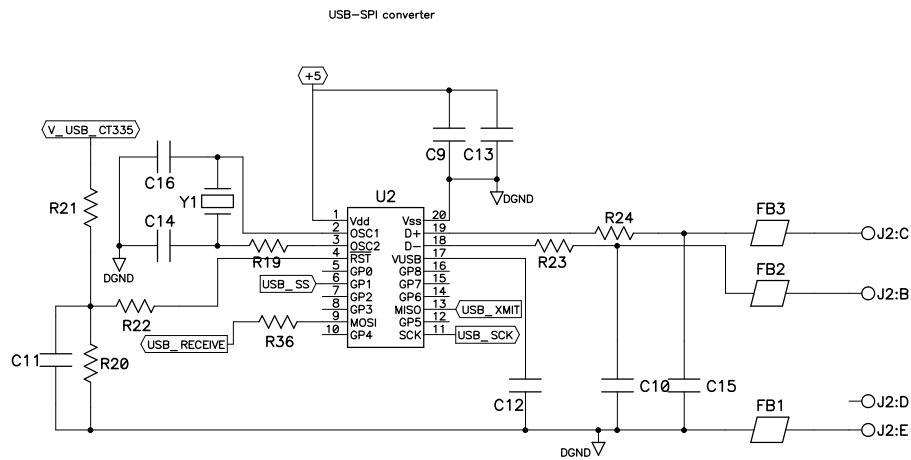 USB-SPI converter
+5
V_USB_CT335
C16
C9
C13
Y1
R21
U2
DGND
C14
R24
FB3
1
Vdd
Vss
20
2
OSC1
D+
19
J2:C
3
OSC2
D-
18
R19
R23
FB2
DGND
4
RST
VUSB
17
5
GP0
GP8
16
USB_SS
6
GP1
GP7
15
J2:B
7
GP2
GP6
14
R22
8
GP3
MISO
13
USB_XMIT
9
MOSI
GP5
12
USB_RECEIVE
R36
10
GP4
SCK
11
USB_SCK
C11
R20
C12
C10
C15
FB1
J2:D
J2:E
DGND